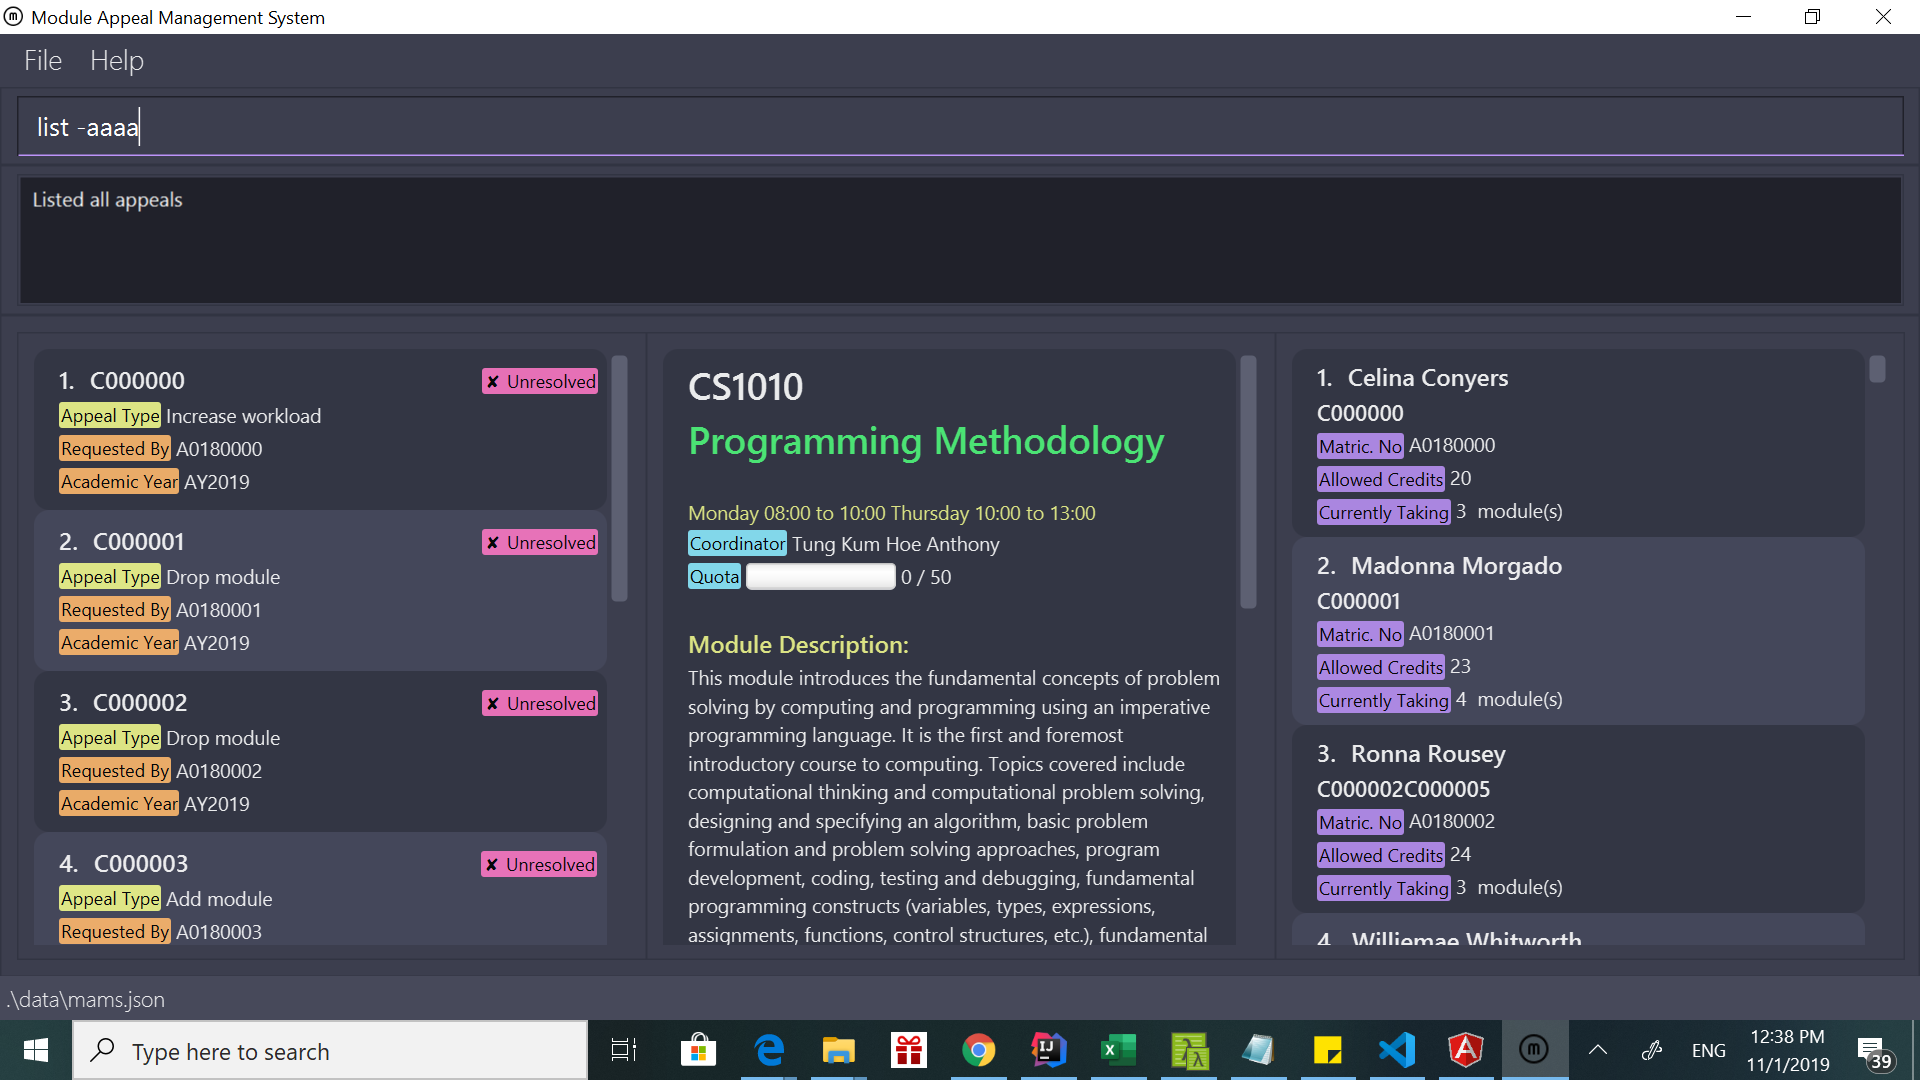 Module Appeal Management System
File Help
list -aaaa
Listed all appeals
1. C000000
✘ Unresolved
Appeal Type Increase workload
Requested By A0180000
Academic Year AY2019
2. C000001
✘ Unresolved
Appeal Type Drop module
Requested By A0180001
Academic Year AY2019
3. C000002
✘ Unresolved
Appeal Type Drop module
Requested By A0180002
Academic Year AY2019
4. C000003
✘ Unresolved
Appeal Type Add module
Requested By A0180003
CS1010
Programming Methodology
Monday 08:00 to 10:00 Thursday 10:00 to 13:00
Coordinator Tung Kum Hoe Anthony
Quota 0 / 50
Module Description:
This module introduces the fundamental concepts of problem
solving by computing and programming using an imperative
programming language. It is the first and foremost
introductory course to computing. Topics covered include
computational thinking and computational problem solving,
designing and specifying an algorithm, basic problem
formulation and problem solving approaches, program
development, coding, testing and debugging, fundamental
programming constructs (variables, types, expressions,
assignments, functions, control structures, etc.), fundamental
1. Celina Conyers
C000000
Matric. No A0180000
Allowed Credits 20
Currently Taking 3 module(s)
2. Madonna Morgado
C000001
Matric. No A0180001
Allowed Credits 23
Currently Taking 4 module(s)
3. Ronna Rousey
C000002C000005
Matric. No A0180002
Allowed Credits 24
Currently Taking 3 module(s)
4. Williemae Whitworth
.\data\mams.json
Type here to search
ENG
12:38 PM
11/1/2019
39